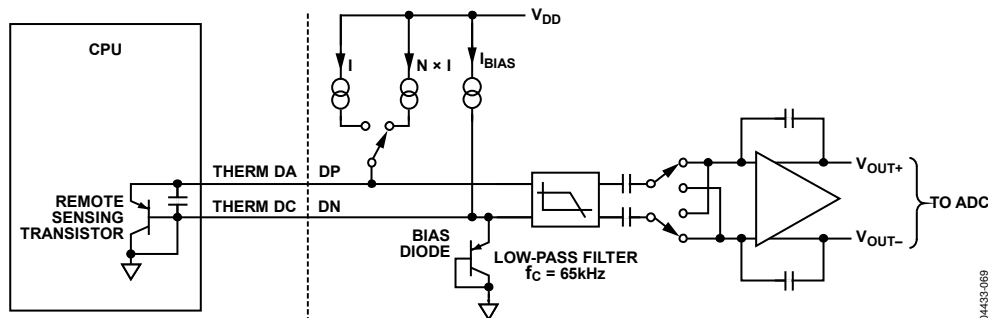 CPU
V_DD
I
N × I
I_BIAS
THERM DA
DP
THERM DC
DN
REMOTE
SENSING
TRANSISTOR
BIAS
DIODE
LOW-PASS FILTER
f_C = 65kHz
V_OUT+
V_OUT–
TO ADC
04433-069